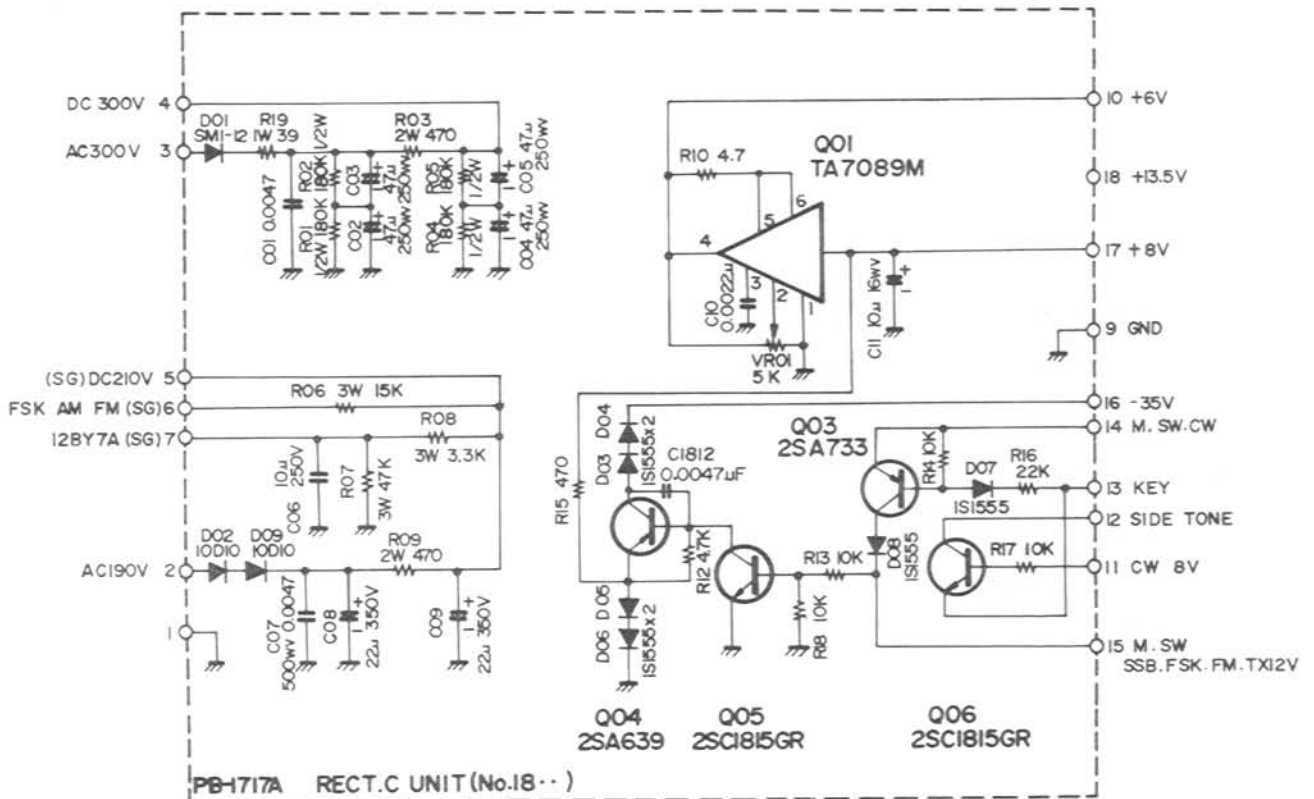 DC 300V 4
AC300V 3
D01
SM1-12
R19
1W 39
R03
2W 470
C01 0.0047
R01
1/2W 180K
R02
180K 1/2W
C03
47µ
250wv
C02
47µ
250wv
R05
180K
1/2W
R04
180K
1/2W
C05 47µ
250wv
C04 47µ
250wv
Q01
TA7089M
R10 4.7
4
5
6
3
2
1
C10
0.0022µ
VR01
5K
C11 10µ 16wv
10 +6V
18 +13.5V
17 +8V
9 GND
16 -35V
14 M.SW.CW
13 KEY
12 SIDE TONE
11 CW 8V
15 M.SW
SSB.FSK.FM.TX12V
(SG)DC210V 5
FSK AM FM(SG)6
12BY7A(SG)7
R06 3W 15K
R08
3W 3.3K
10µ
250V
C06
R07
3W 47K
AC190V 2
D02
10D10
D09
10D10
R09
2W 470
1
C07
500wv 0.0047
C08
22µ 350V
C09
22µ 350V
R15 470
D04
D03
1S1555x2
C1812
0.0047µF
R12 4.7K
D06 D05
1S1555x2
Q03
2SA733
R14 10K
D07
1S1555
R16
22K
D08
1S1555
R17 10K
R13 10K
R18 10K
Q04
2SA639
Q05
2SC1815GR
Q06
2SC1815GR
PB-1717A RECT.C UNIT(No.18··)